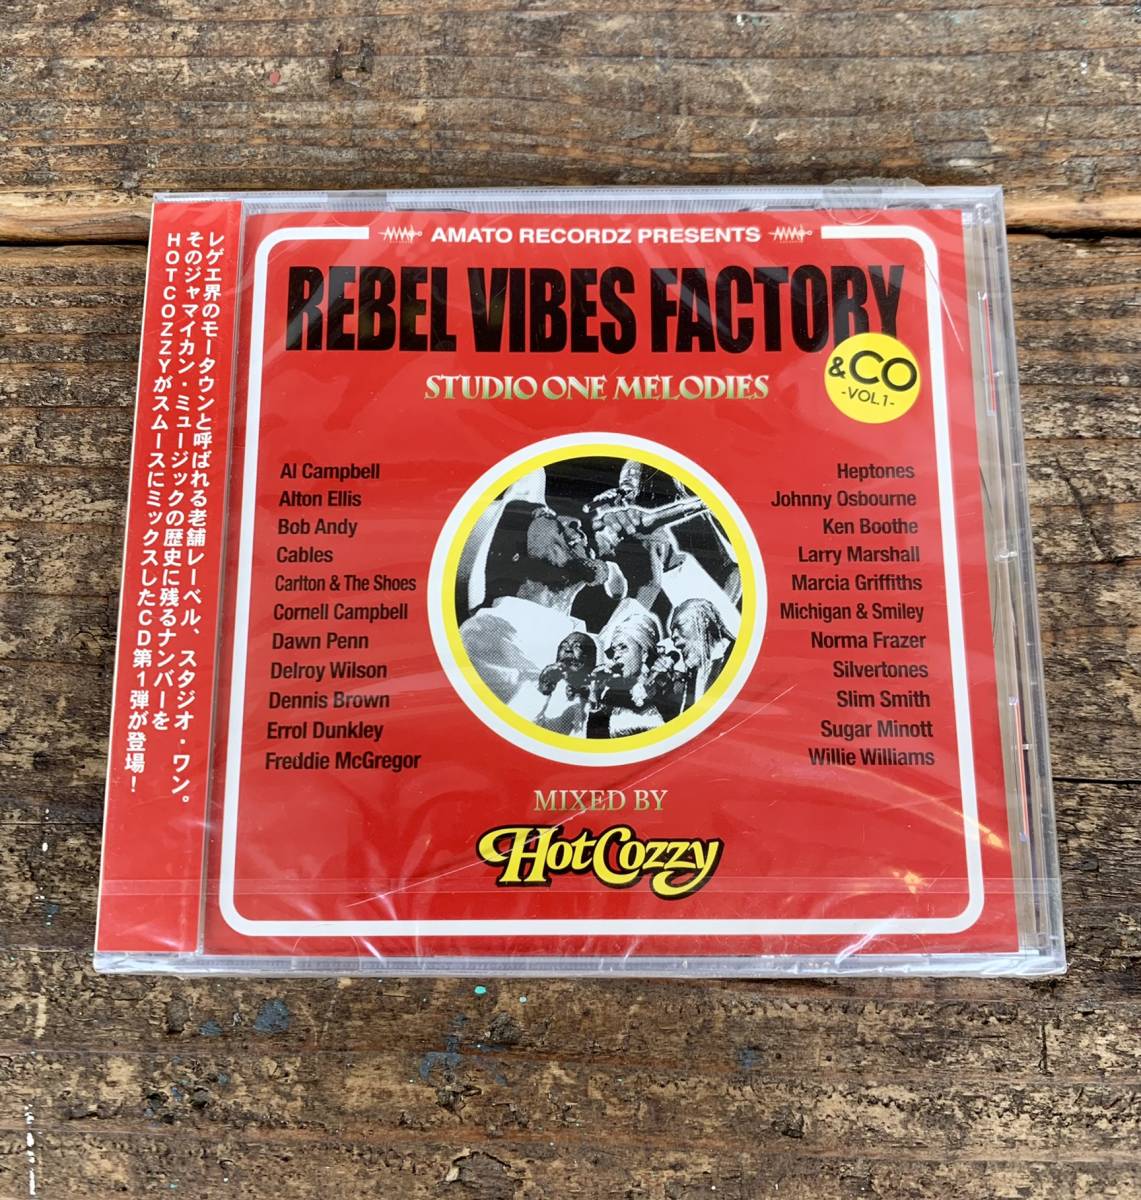 レゲエ界のモータウンと呼ばれる老舗レーベル、スタジオ・ワン。
そのジャマイカン・ミュージックの歴史に残るナンバーを
HOTCOZZYがスムースにミックスしたCD第1弾が登場！
AMATO RECORDZ PRESENTS
REBEL VIBES FACTORY
&CO
-VOL.1-
STUDIO ONE MELODIES
Al Campbell
Alton Ellis
Bob Andy
Cables
Carlton & The Shoes
Cornell Campbell
Dawn Penn
Delroy Wilson
Dennis Brown
Errol Dunkley
Freddie McGregor
Heptones
Johnny Osbourne
Ken Boothe
Larry Marshall
Marcia Griffiths
Michigan & Smiley
Norma Frazer
Silvertones
Slim Smith
Sugar Minott
Willie Williams
MIXED BY
HotCozzy